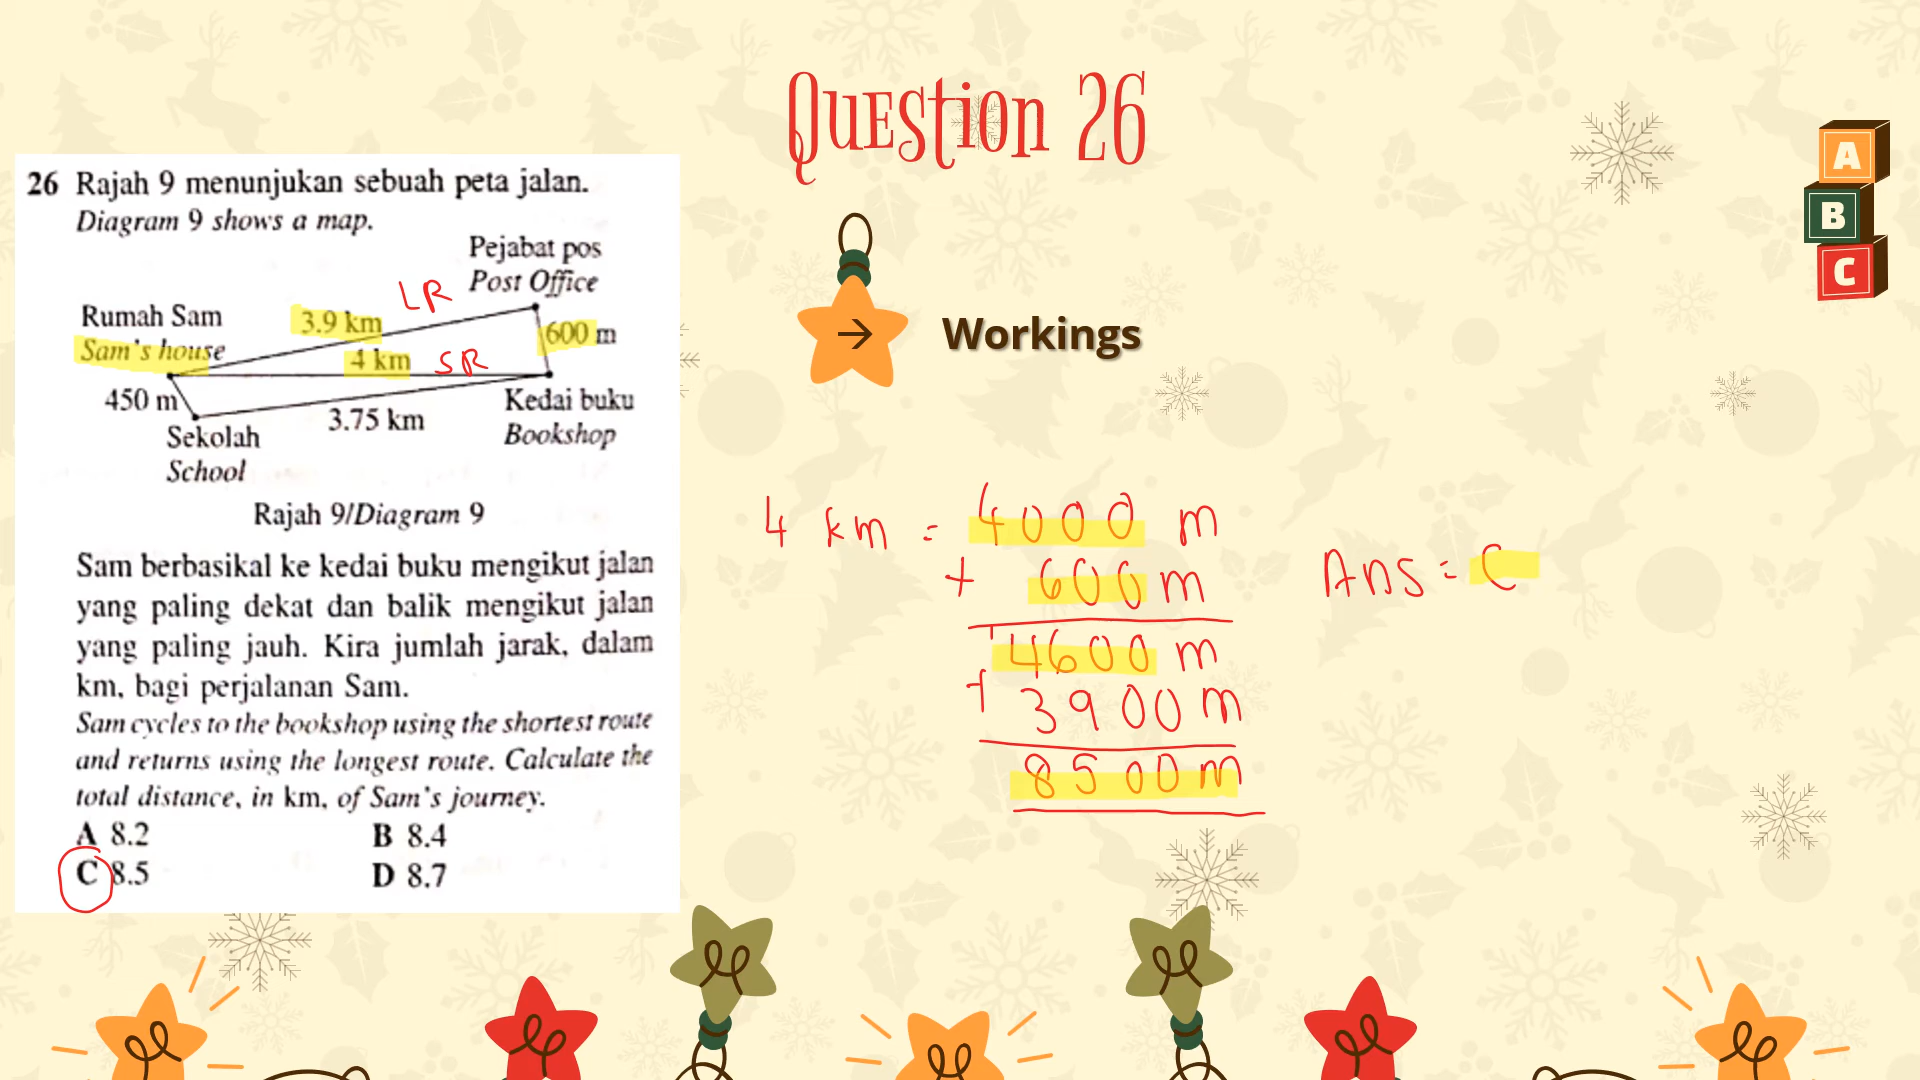 Question 26
A
B
C
26 Rajah 9 menunjukan sebuah peta jalan.
Diagram 9 shows a map.
Pejabat pos
Post Office
LR
Rumah Sam
Sam's house
3.9 km
600 m
4 km
SR
450 m
3.75 km
Kedai buku
Bookshop
Sekolah
School
Rajah 9/Diagram 9
Sam berbasikal ke kedai buku mengikut jalan
yang paling dekat dan balik mengikut jalan
yang paling jauh. Kira jumlah jarak, dalam
km, bagi perjalanan Sam.
Sam cycles to the bookshop using the shortest route
and returns using the longest route. Calculate the
total distance, in km, of Sam's journey.
A 8.2 B 8.4
C 8.5 D 8.7
→ Workings
4 km = 4000 m
+ 600 m
4600 m
+ 3900 m
8500 m
Ans = C